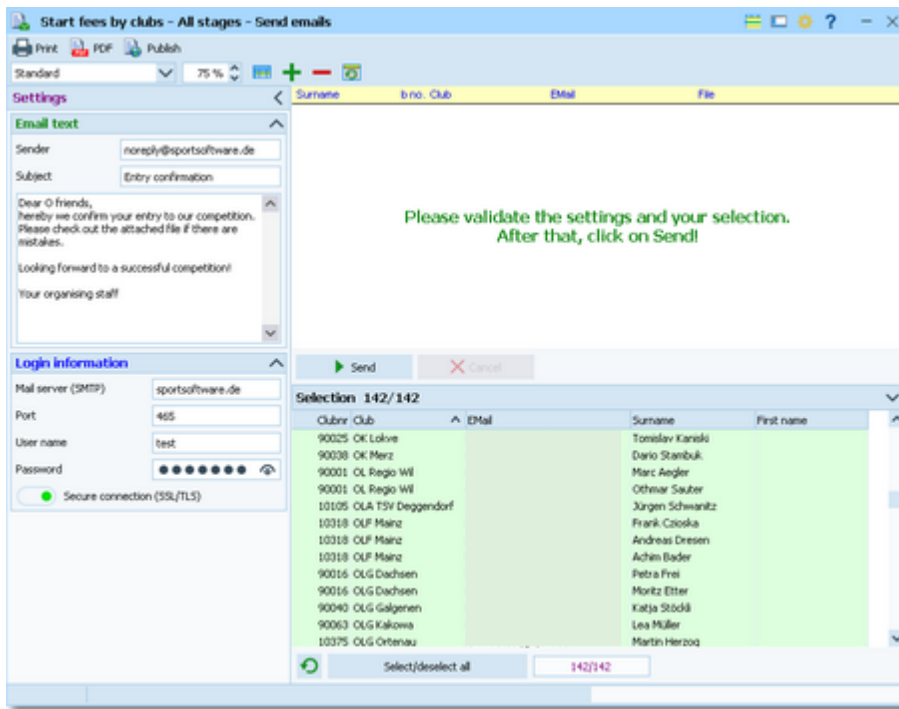 Start fees by clubs - All stages - Send emails
Print PDF Publish
Standard 75 %
Settings
Surname b no. Club EMail File
Email text
Sender noreply@sportsoftware.de
Subject Entry confirmation
Dear O friends,
hereby we confirm your entry to our competition.
Please check out the attached file if there are
mistakes.
Looking forward to a successful competition!
Your organising staff
Please validate the settings and your selection.
After that, click on Send!
Login information
Mail server (SMTP) sportsoftware.de
Port 465
User name test
Password
Secure connection (SSL/TLS)
Send Cancel
Selection 142/142
Clubnr Club EMail Surname First name
90025 OK Lokve Tomislav Kaniski
90038 OK Merz Dario Stambuk
90001 OL Regio Wil Marc Aegler
90001 OL Regio Wil Othmar Sauter
10105 OLA TSV Deggendorf Jürgen Schwanitz
10318 OLF Mainz Frank Czioska
10318 OLF Mainz Andreas Dresen
10318 OLF Mainz Achim Bader
90016 OLG Dachsen Petra Frei
90016 OLG Dachsen Moritz Etter
90040 OLG Galgenen Katja Stöckli
90063 OLG Kakowa Lea Müller
10375 OLG Ortenau Martin Herzog
Select/deselect all 142/142